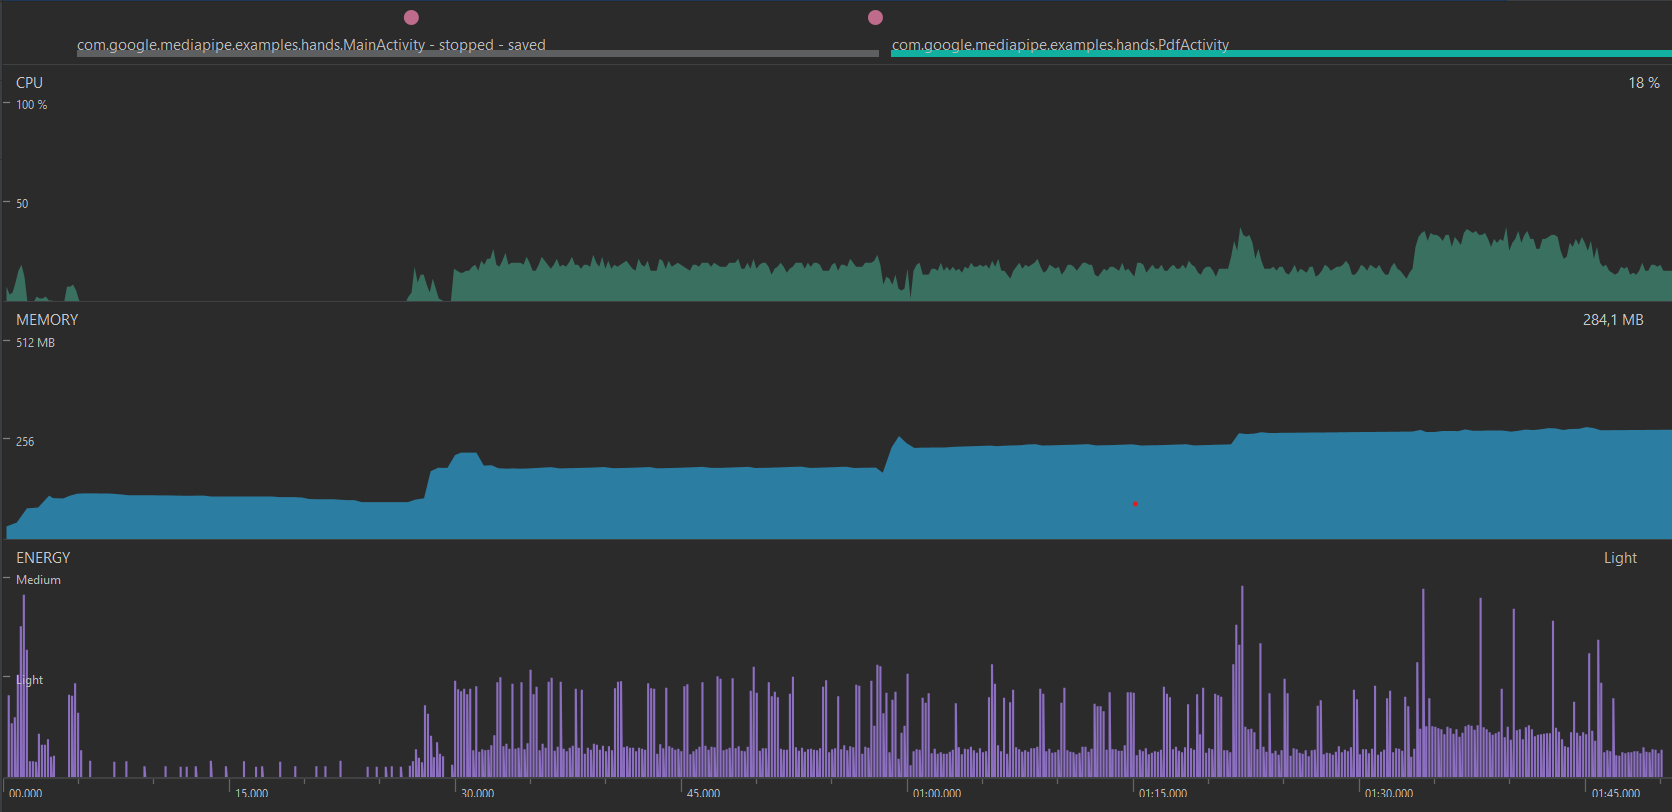 com.google.mediapipe.examples.hands.MainActivity - stopped - saved
com.google.mediapipe.examples.hands.PdfActivity
CPU
18 %
100 %
50
MEMORY
284,1 MB
512 MB
256
ENERGY
Light
Medium
Light
00.000
15.000
30.000
45.000
01:00.000
01:15.000
01:30.000
01:45.000